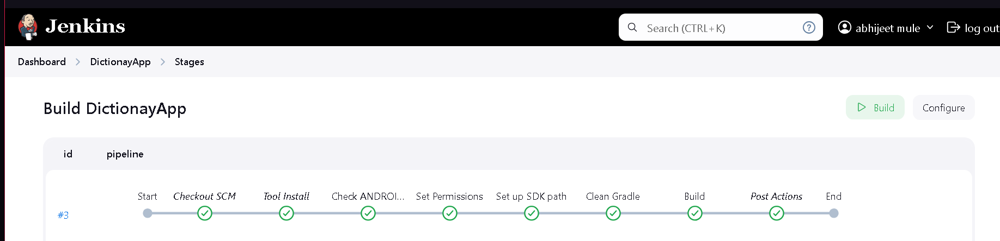 Jenkins
Search (CTRL+K)
?
abhijeet mule
log out
Dashboard > DictionayApp > Stages
Build DictionayApp
Build
Configure
id pipeline
Start Checkout SCM Tool Install Check ANDROI... Set Permissions Set up SDK path Clean Gradle Build Post Actions End
#3